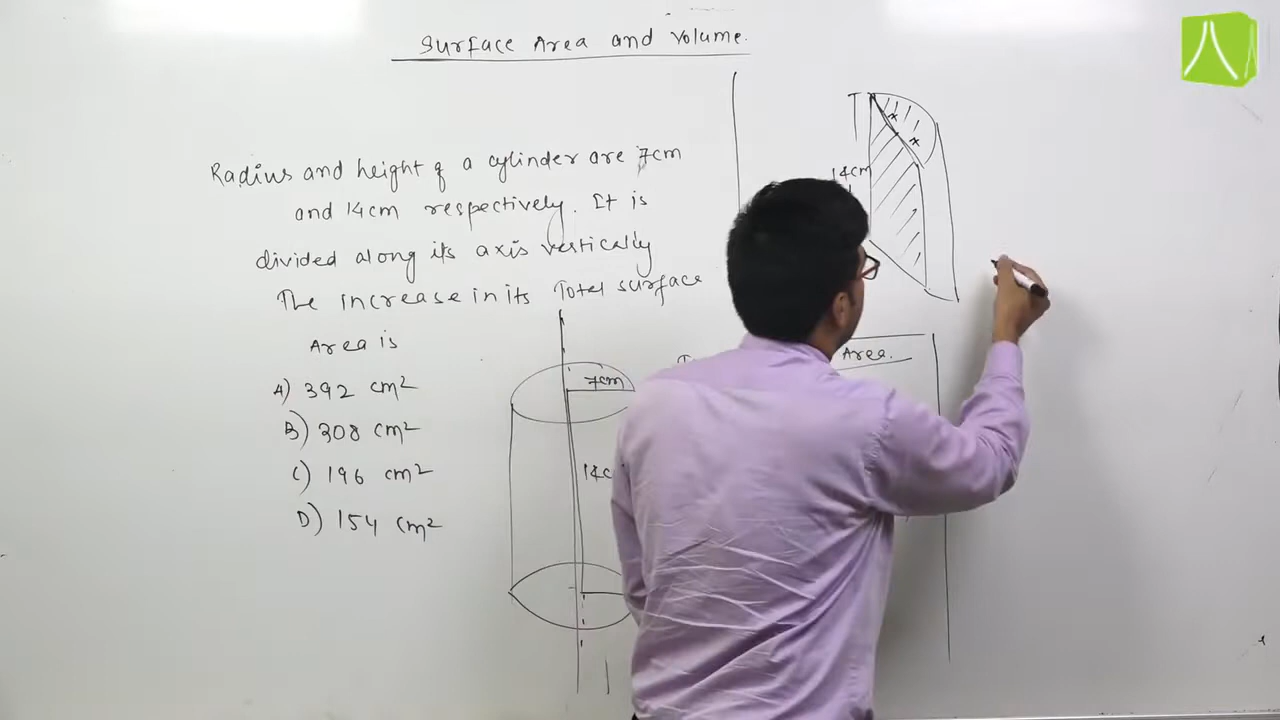 Surface Area and Volume.
Radius and height of a cylinder are 7cm
and 14cm respectively. It is
divided along its axis vertically
The increase in its Total surface
Area is
A) 392 cm²
B) 308 cm²
C) 196 cm²
D) 154 cm²
7cm
14c
14cm
x
x
Area.